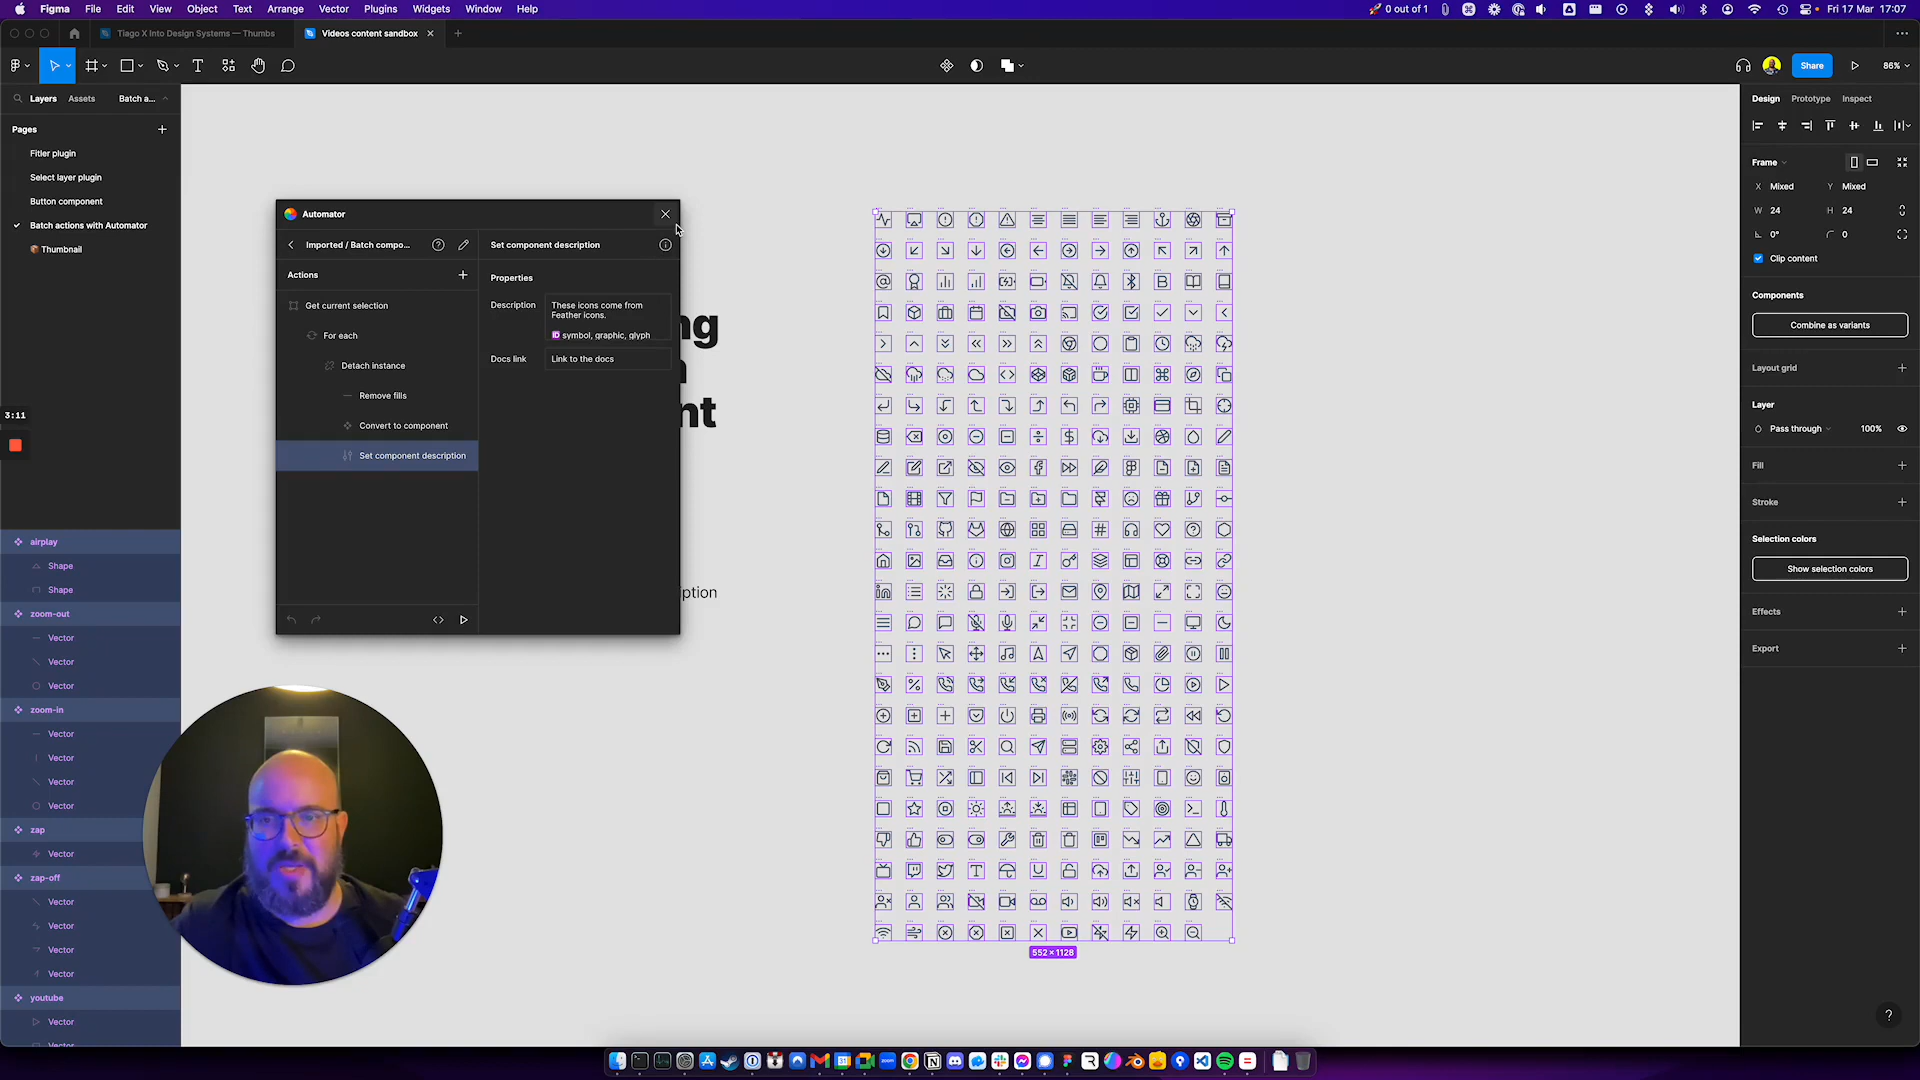 Figma File Edit View Object Text Arrange Vector Plugins Widgets Window Help
0 out of 1
Fri 17 Mar 17:07
Tiago X Into Design Systems — Thumbs
Videos content sandbox
Share
86%
Layers
Assets
Batch a...
Pages
Fitler plugin
Select layer plugin
Button component
Batch actions with Automator
Thumbnail
3:11
airplay
Shape
Shape
zoom-out
Vector
Vector
Vector
zoom-in
Vector
Vector
Vector
Vector
zap
Vector
zap-off
Vector
Vector
Vector
Vector
youtube
Vector
Automator
Imported / Batch compo...
Actions
Get current selection
For each
Detach instance
Remove fills
Convert to component
Set component description
Set component description
Properties
Description
These icons come from
Feather icons.
symbol, graphic, glyph
Docs link
Link to the docs
ng
nt
iption
552 × 1128
Design
Prototype
Inspect
Frame
X Mixed
Y Mixed
W 24
H 24
0°
0
Clip content
Components
Combine as variants
Layout grid
Layer
Pass through
100%
Fill
Stroke
Selection colors
Show selection colors
Effects
Export
?